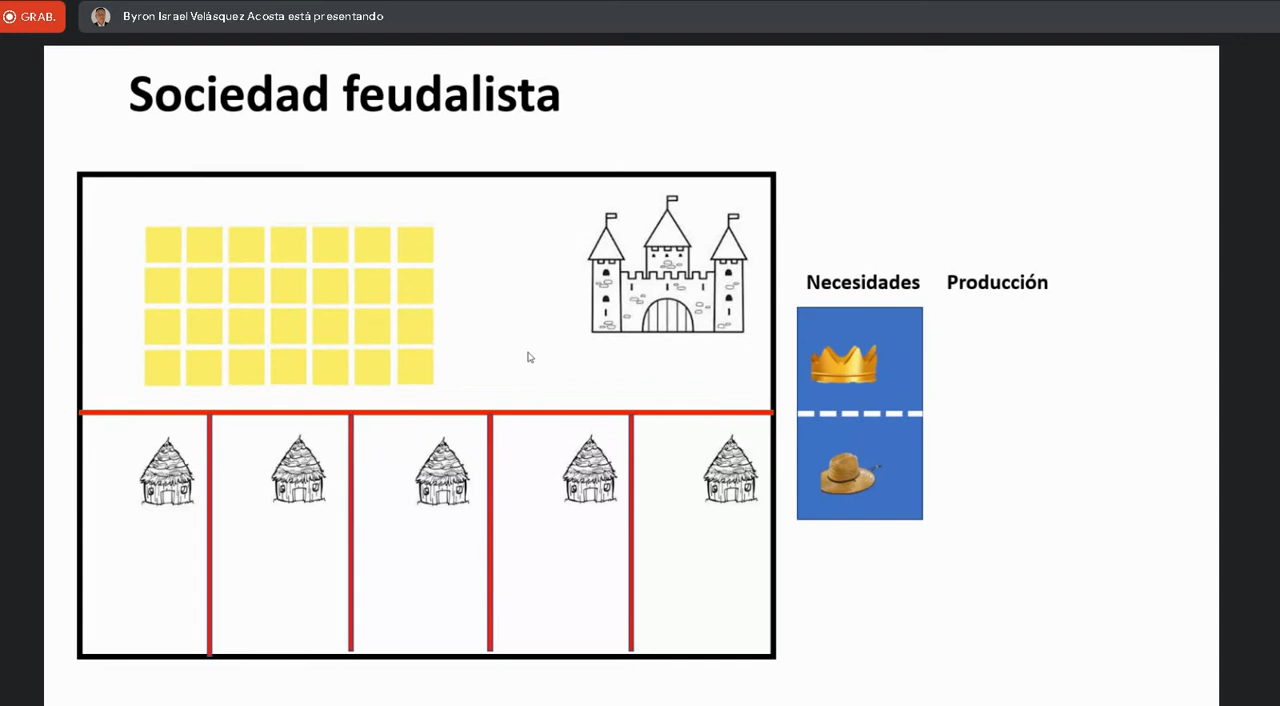 GRAB.
Byron Israel Velásquez Acosta está presentando
Sociedad feudalista
Necesidades
Producción